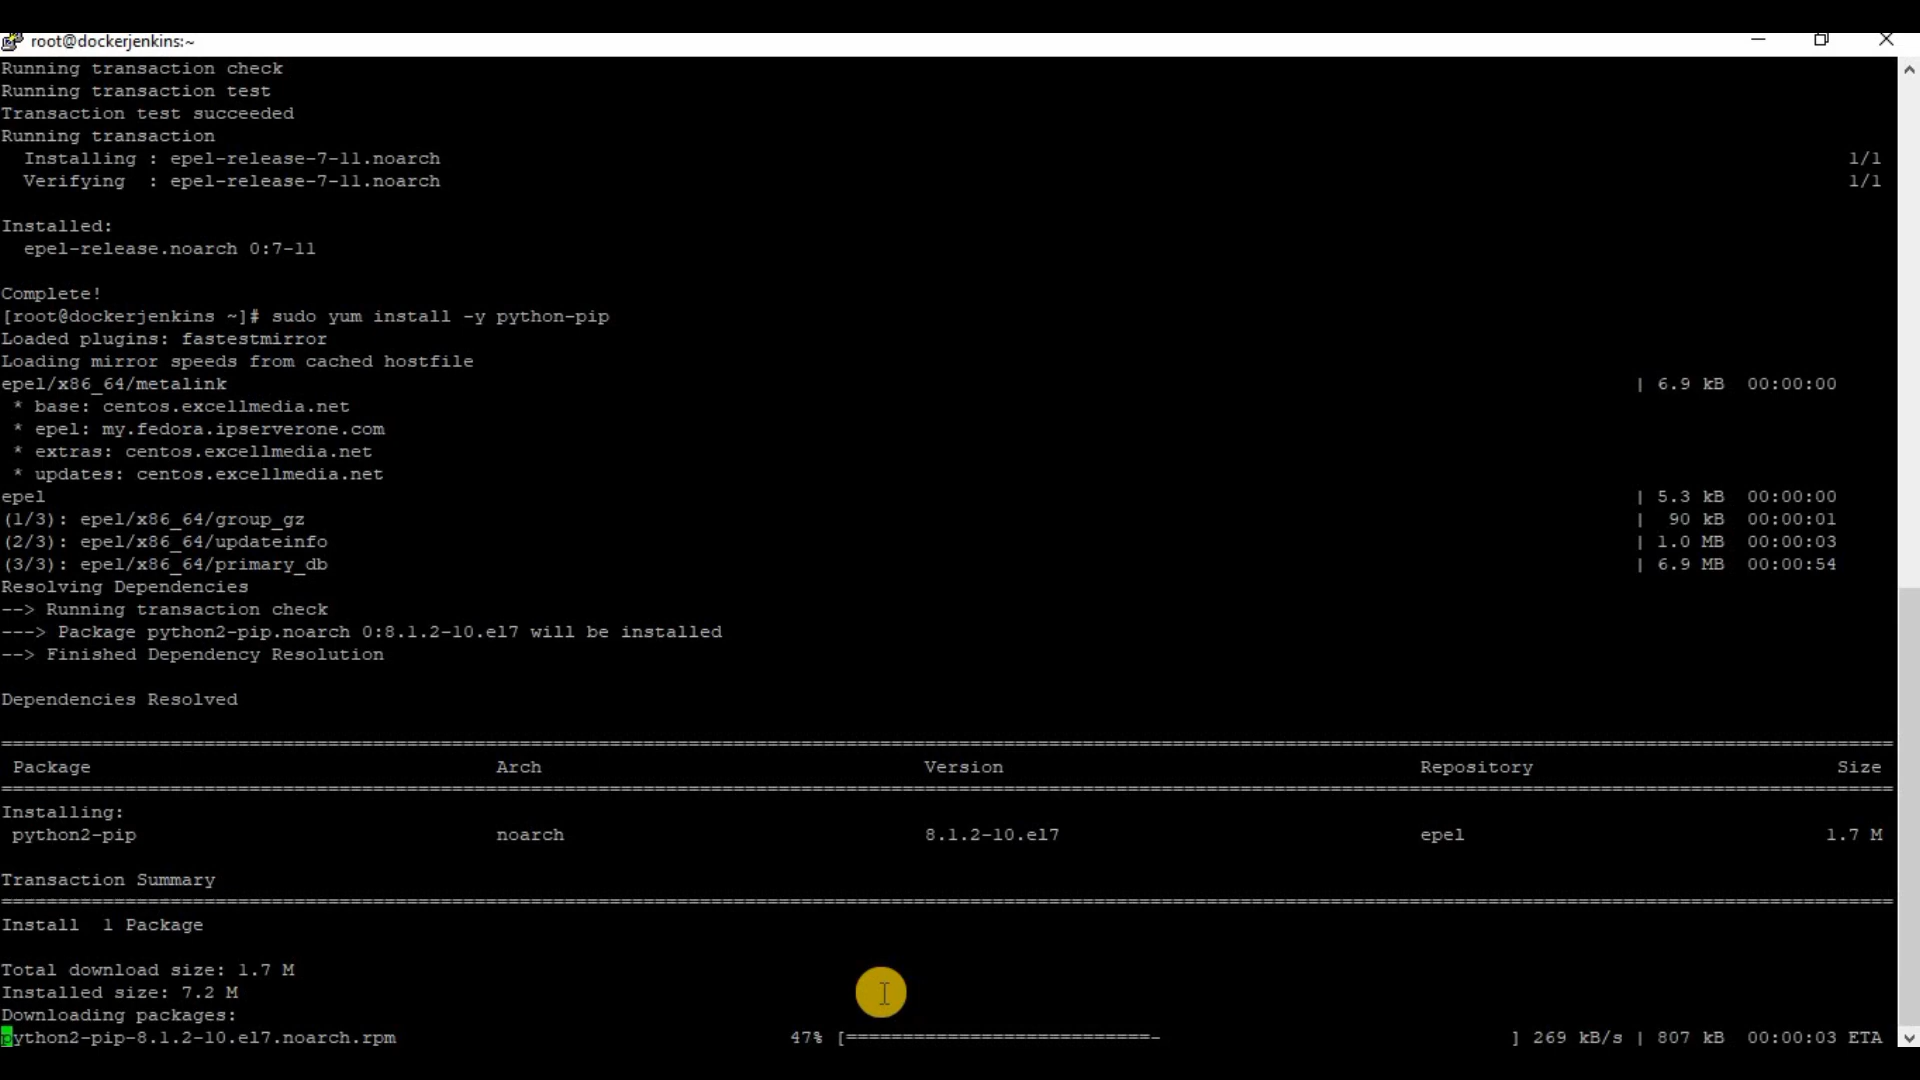 root@dockerjenkins:~
Running transaction check
Running transaction test
Transaction test succeeded
Running transaction
  Installing : epel-release-7-11.noarch 1/1
  Verifying  : epel-release-7-11.noarch 1/1
Installed:
  epel-release.noarch 0:7-11
Complete!
[root@dockerjenkins ~]# sudo yum install -y python-pip
Loaded plugins: fastestmirror
Loading mirror speeds from cached hostfile
epel/x86_64/metalink | 6.9 kB  00:00:00
 * base: centos.excellmedia.net
 * epel: my.fedora.ipserverone.com
 * extras: centos.excellmedia.net
 * updates: centos.excellmedia.net
epel | 5.3 kB  00:00:00
(1/3): epel/x86_64/group_gz |  90 kB  00:00:01
(2/3): epel/x86_64/updateinfo | 1.0 MB  00:00:03
(3/3): epel/x86_64/primary_db | 6.9 MB  00:00:54
Resolving Dependencies
--> Running transaction check
---> Package python2-pip.noarch 0:8.1.2-10.el7 will be installed
--> Finished Dependency Resolution
Dependencies Resolved
Package Arch Version Repository Size
Installing:
 python2-pip noarch 8.1.2-10.el7 epel 1.7 M
Transaction Summary
Install  1 Package
Total download size: 1.7 M
Installed size: 7.2 M
Downloading packages:
python2-pip-8.1.2-10.el7.noarch.rpm 47% [===========================- ] 269 kB/s | 807 kB  00:00:03 ETA